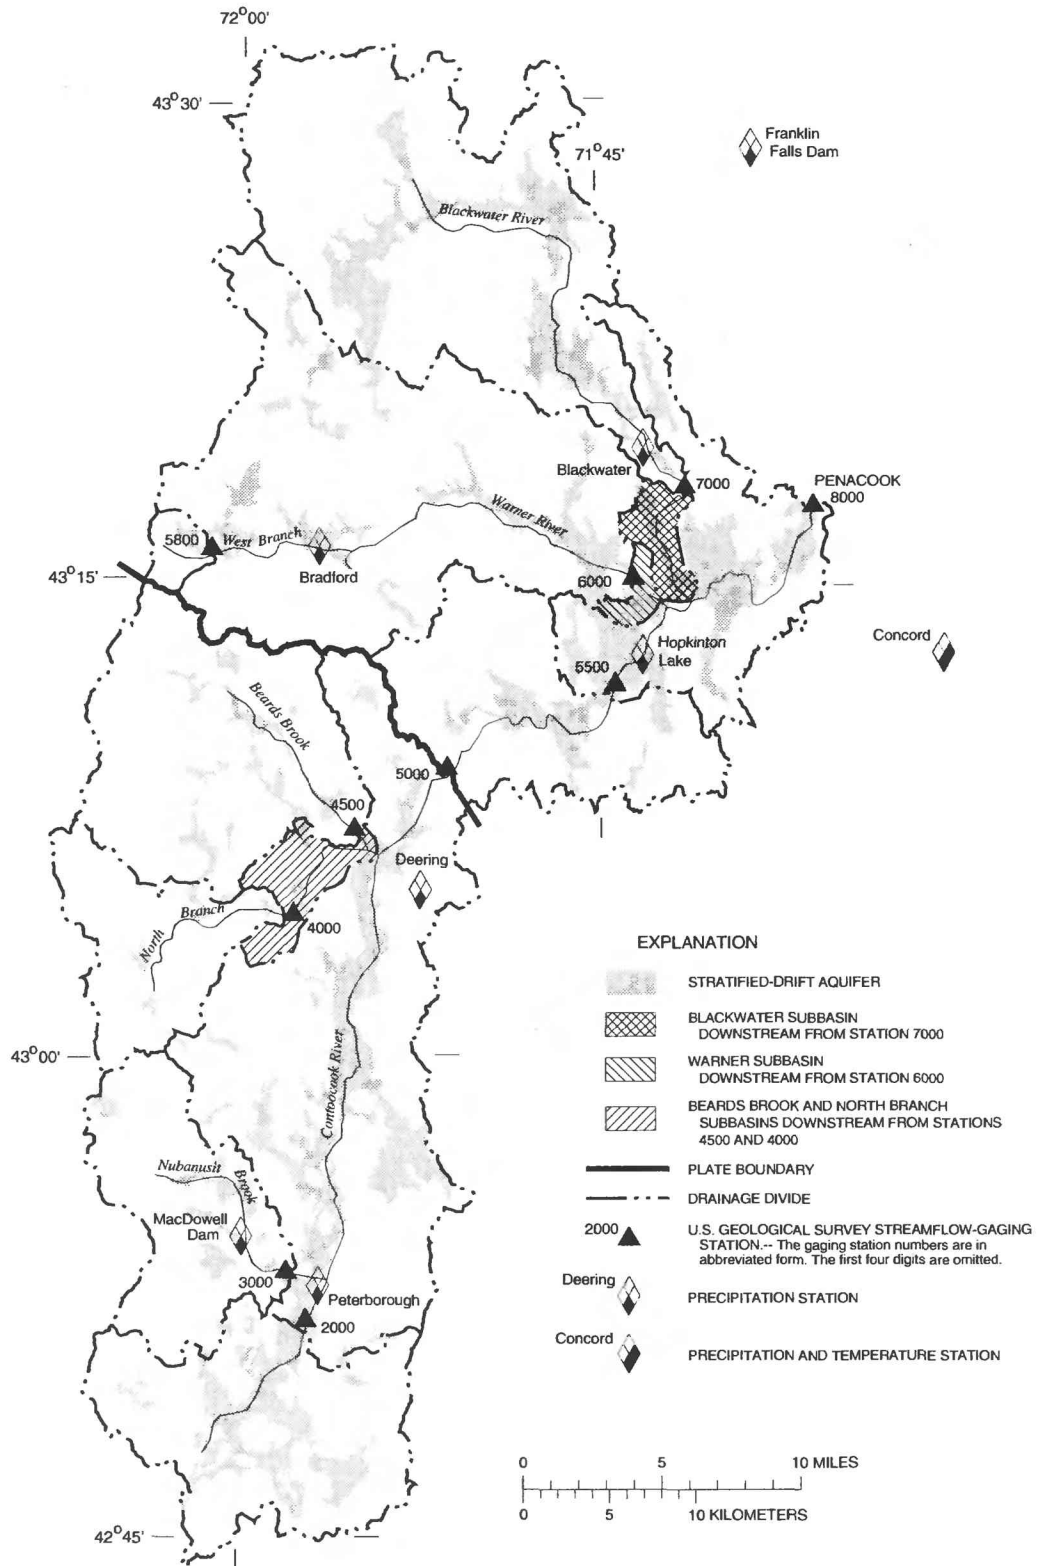 72°00'
43°30'
Franklin
Falls Dam
71°45'
Blackwater River
Blackwater
7000
PENACOOK
8000
Warner River
5800
West Branch
Bradford
43°15'
6000
Concord
Hopkinton
Lake
5500
Beards Brook
5000
4500
Deering
North Branch
4000
43°00'
Contoocook River
Nubanusit Brook
MacDowell
Dam
3000
Peterborough
2000
42°45'
EXPLANATION
STRATIFIED-DRIFT AQUIFER
BLACKWATER SUBBASIN
DOWNSTREAM FROM STATION 7000
WARNER SUBBASIN
DOWNSTREAM FROM STATION 6000
BEARDS BROOK AND NORTH BRANCH
SUBBASINS DOWNSTREAM FROM STATIONS
4500 AND 4000
PLATE BOUNDARY
DRAINAGE DIVIDE
2000
U.S. GEOLOGICAL SURVEY STREAMFLOW-GAGING
STATION.-- The gaging station numbers are in
abbreviated form. The first four digits are omitted.
Deering
PRECIPITATION STATION
Concord
PRECIPITATION AND TEMPERATURE STATION
0 5 10 MILES
0 5 10 KILOMETERS